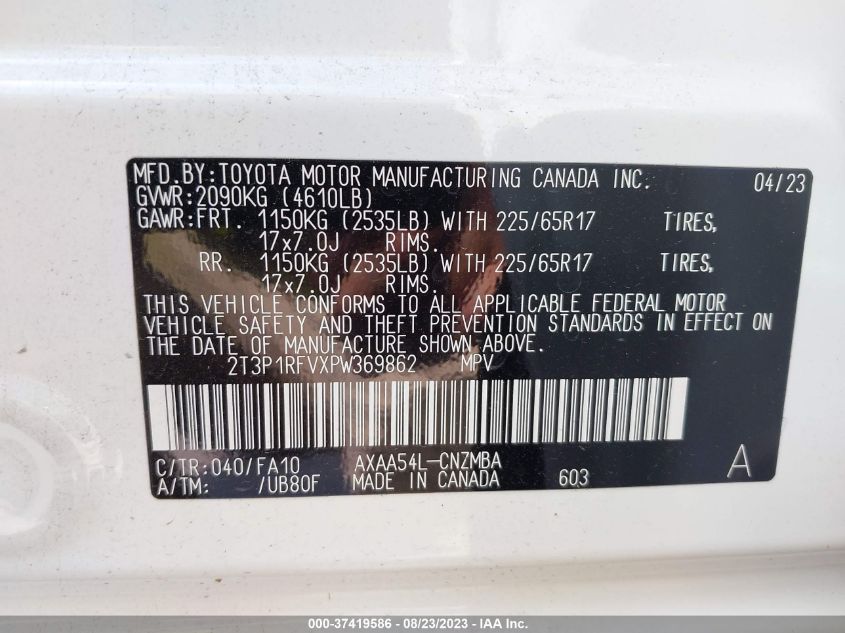 MFD.BY:TOYOTA MOTOR MANUFACTURING CANADA INC. 04/23
GVWR:2090KG (4610LB)
GAWR:FRT. 1150KG (2535LB) WITH 225/65R17 TIRES,
17x7.0J RIMS.
RR. 1150KG (2535LB) WITH 225/65R17 TIRES,
17x7.0J RIMS.
THIS VEHICLE CONFORMS TO ALL APPLICABLE FEDERAL MOTOR
VEHICLE SAFETY AND THEFT PREVENTION STANDARDS IN EFFECT ON
THE DATE OF MANUFACTURE SHOWN ABOVE.
2T3P1RFVXPW369862 MPV
C/TR:040/FA10 AXAA54L-CNZMBA A
A/TM: /UB80F MADE IN CANADA 603
000-37419586 / 08/23/2023 / IAA Inc.